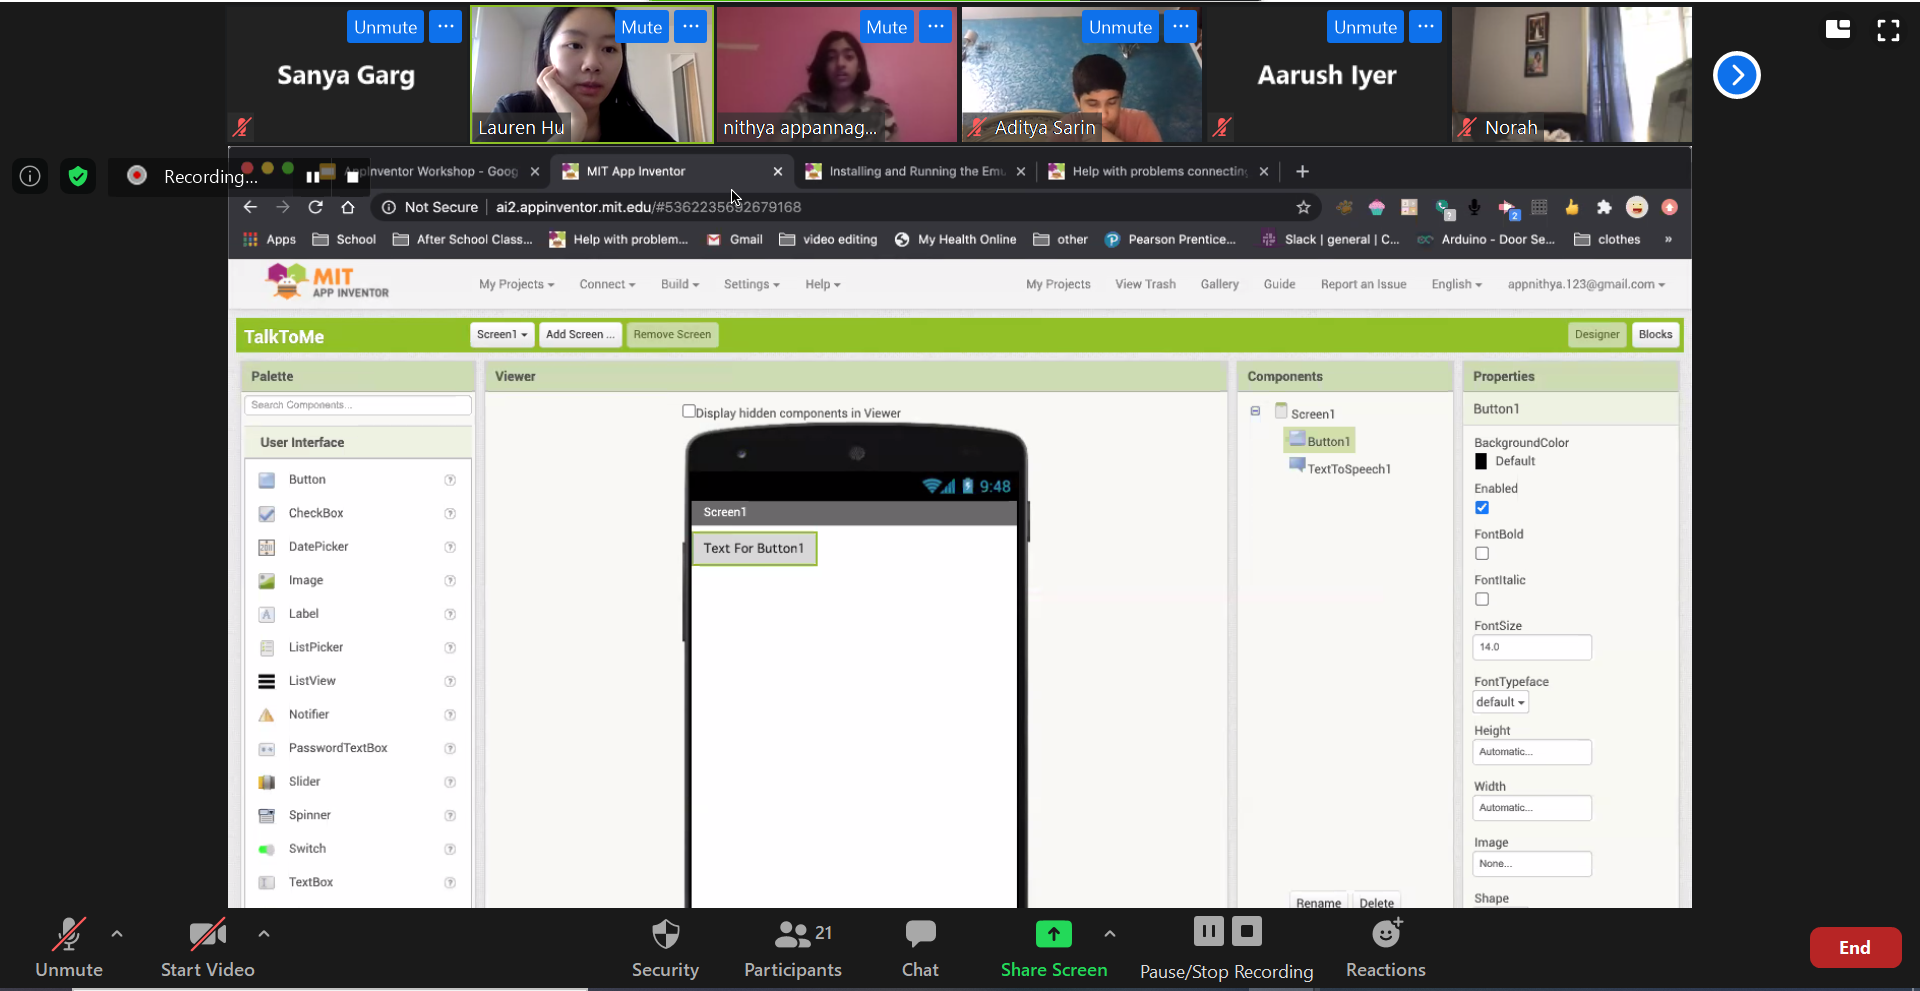 Sanya Garg
Unmute ...
Lauren Hu
Mute ...
nithya appannag...
Mute ...
Aditya Sarin
Unmute ...
Aarush Iyer
Unmute ...
Norah
Recording...
AppInventor Workshop - Goog
MIT App Inventor
Installing and Running the Emu
Help with problems connecting
Not Secure | ai2.appinventor.mit.edu/#5362235692679168
Apps School After School Class... Help with problem... Gmail video editing My Health Online other Pearson Prentice... Slack | general | C... Arduino - Door Se... clothes »
MIT
APP INVENTOR
My Projects Connect Build Settings Help
My Projects View Trash Gallery Guide Report an Issue English appnithya.123@gmail.com
TalkToMe
Screen1 Add Screen ... Remove Screen
Designer Blocks
Palette
Search Components...
User Interface
Button ?
CheckBox ?
DatePicker ?
Image ?
Label ?
ListPicker ?
ListView ?
Notifier ?
PasswordTextBox ?
Slider ?
Spinner ?
Switch ?
TextBox ?
Viewer
Display hidden components in Viewer
9:48
Screen1
Text For Button1
Components
Screen1
Button1
TextToSpeech1
Rename Delete
Properties
Button1
BackgroundColor
Default
Enabled
FontBold
FontItalic
FontSize
14.0
FontTypeface
default
Height
Automatic...
Width
Automatic...
Image
None...
Shape
Unmute
Start Video
Security
21
Participants
Chat
Share Screen
Pause/Stop Recording
Reactions
End